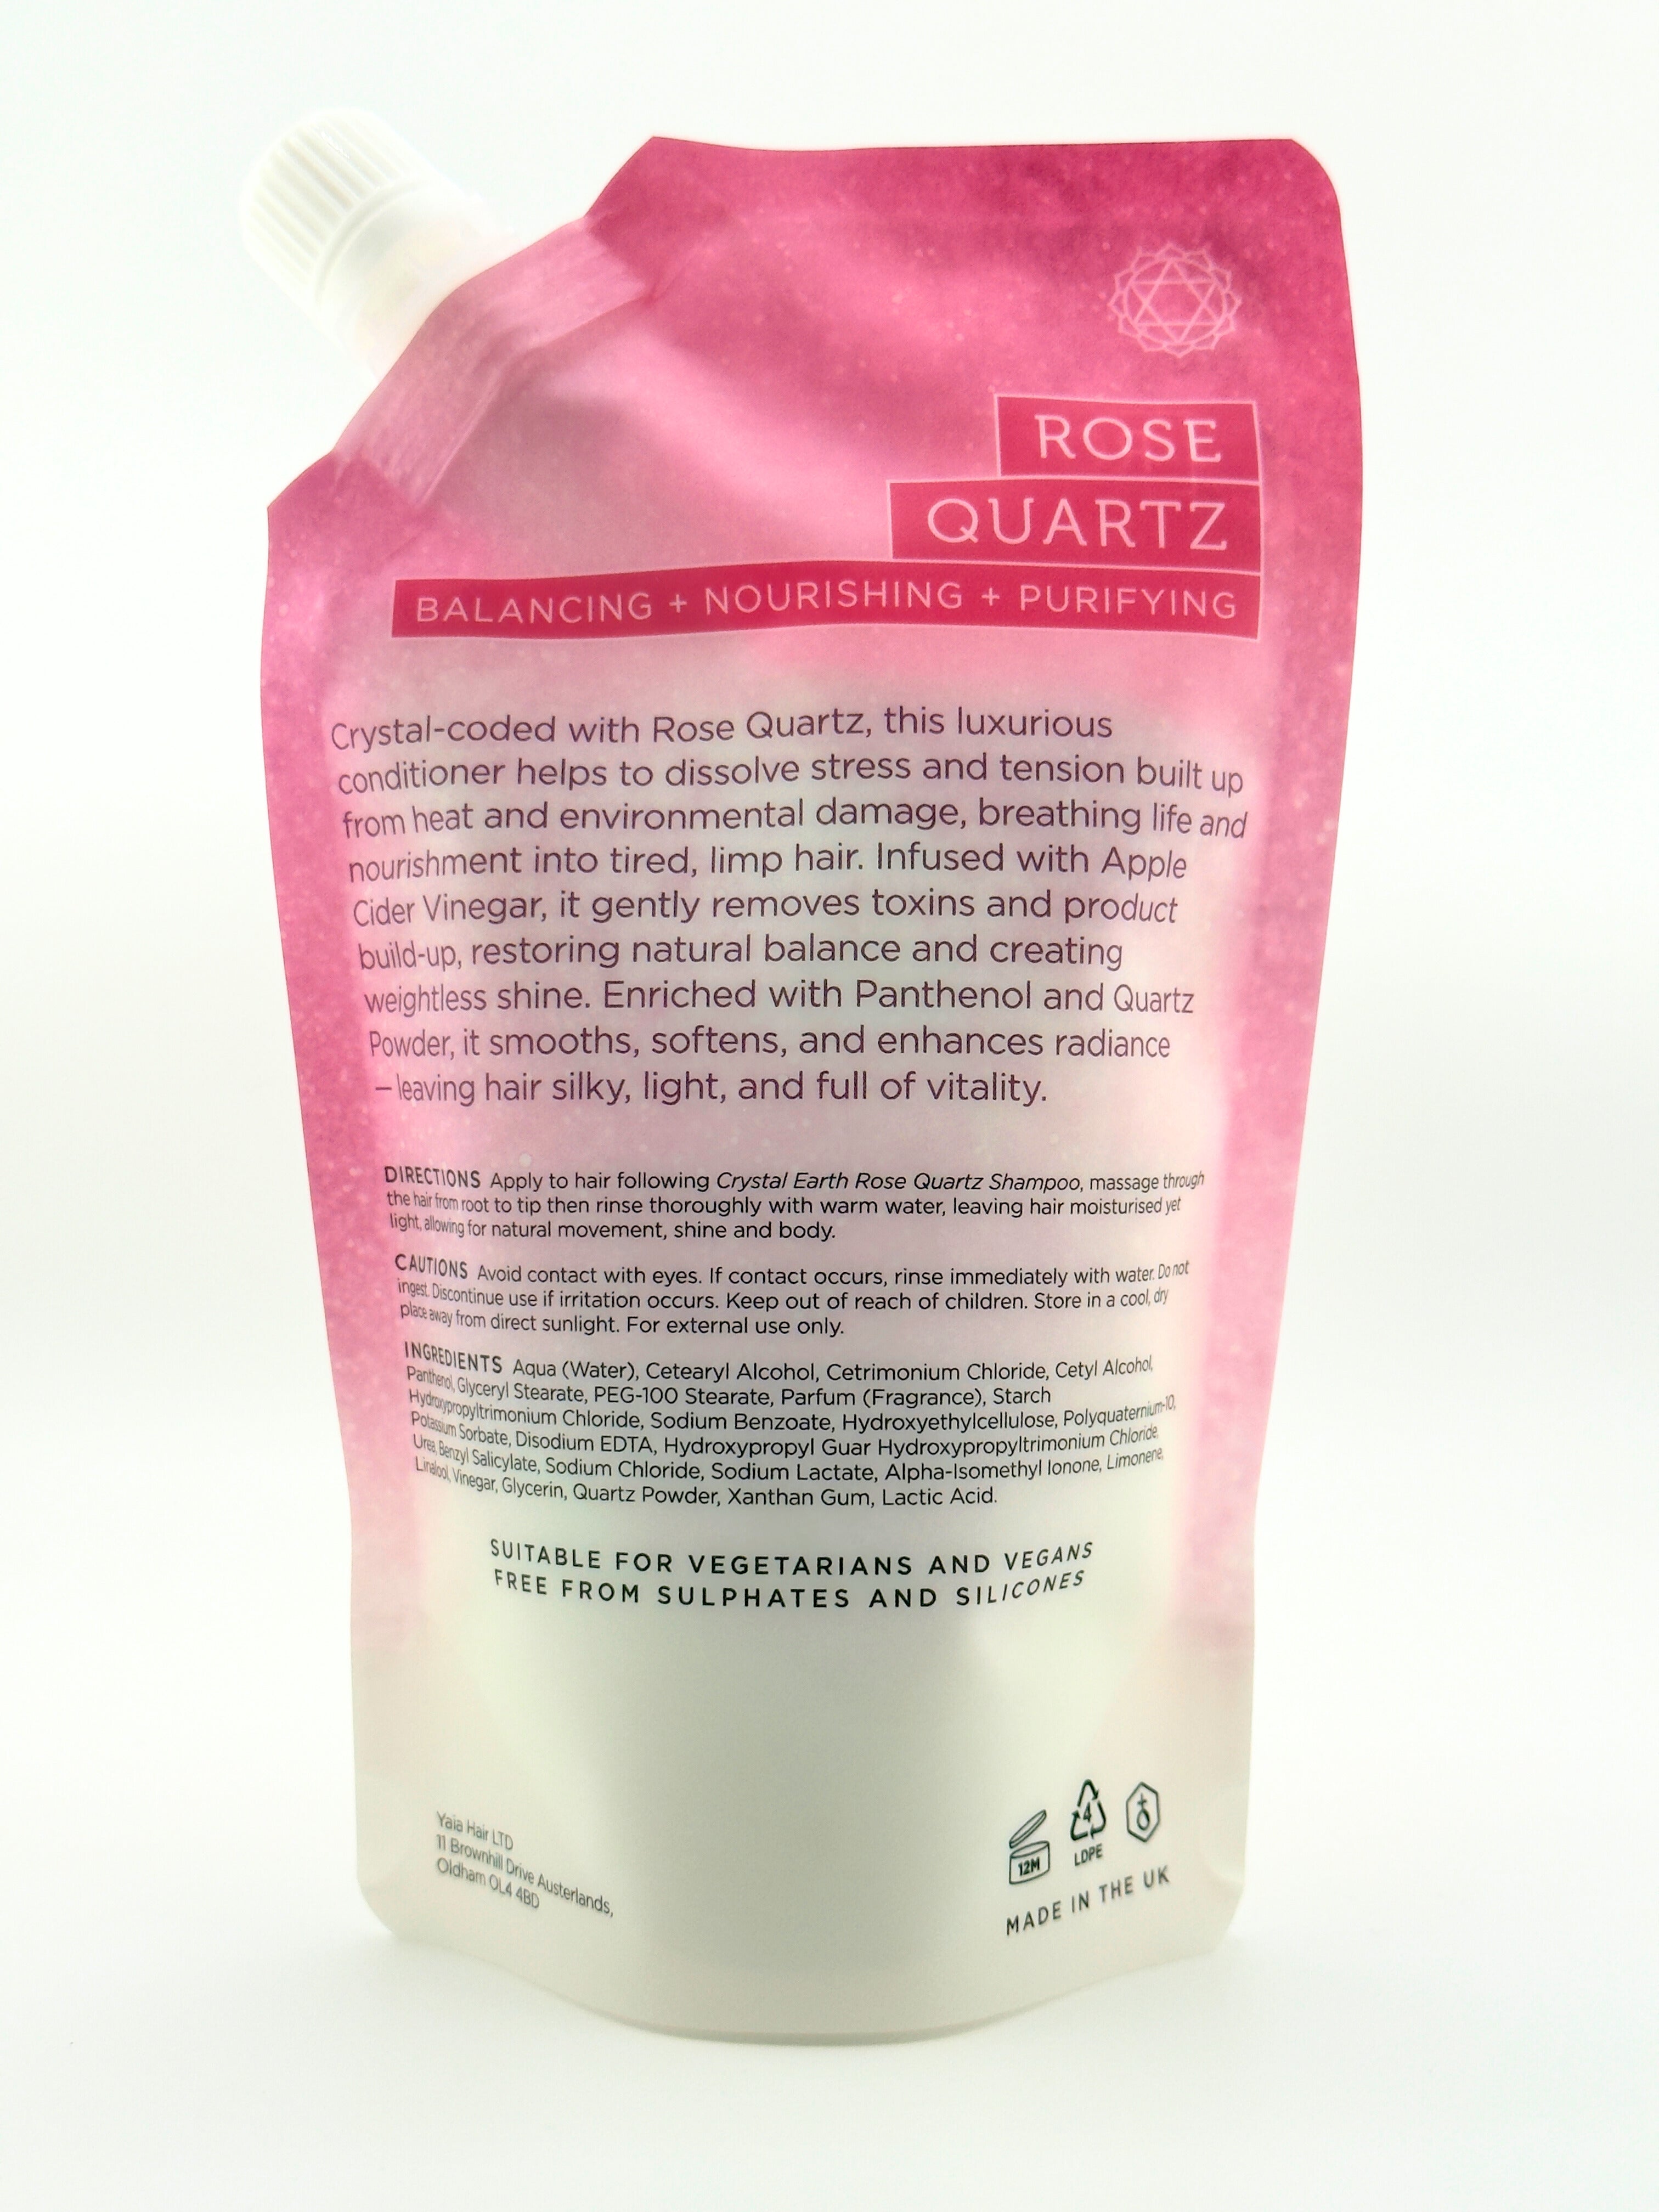 ROSE
QUARTZ
BALANCING + NOURISHING + PURIFYING
Crystal-coded with Rose Quartz, this luxurious
conditioner helps to dissolve stress and tension built up
from heat and environmental damage, breathing life and
nourishment into tired, limp hair. Infused with Apple
Cider Vinegar, it gently removes toxins and product
build-up, restoring natural balance and creating
weightless shine. Enriched with Panthenol and Quartz
Powder, it smooths, softens, and enhances radiance
– leaving hair silky, light, and full of vitality.
DIRECTIONS Apply to hair following Crystal Earth Rose Quartz Shampoo, massage through
the hair from root to tip then rinse thoroughly with warm water, leaving hair moisturised yet
light, allowing for natural movement, shine and body.
CAUTIONS Avoid contact with eyes. If contact occurs, rinse immediately with water. Do not
ingest. Discontinue use if irritation occurs. Keep out of reach of children. Store in a cool, dry
place away from direct sunlight. For external use only.
INGREDIENTS Aqua (Water), Cetearyl Alcohol, Cetrimonium Chloride, Cetyl Alcohol,
Panthenol, Glyceryl Stearate, PEG-100 Stearate, Parfum (Fragrance), Starch
Hydroxypropyltrimonium Chloride, Sodium Benzoate, Hydroxyethylcellulose, Polyquaternium-10,
Potassium Sorbate, Disodium EDTA, Hydroxypropyl Guar Hydroxypropyltrimonium Chloride,
Urea, Benzyl Salicylate, Sodium Chloride, Sodium Lactate, Alpha-Isomethyl Ionone, Limonene,
Linalool, Vinegar, Glycerin, Quartz Powder, Xanthan Gum, Lactic Acid.
SUITABLE FOR VEGETARIANS AND VEGANS
FREE FROM SULPHATES AND SILICONES
Yaia Hair LTD
11 Brownhill Drive Austerlands,
Oldham OL4 4BD
12M
4
LDPE
MADE IN THE UK